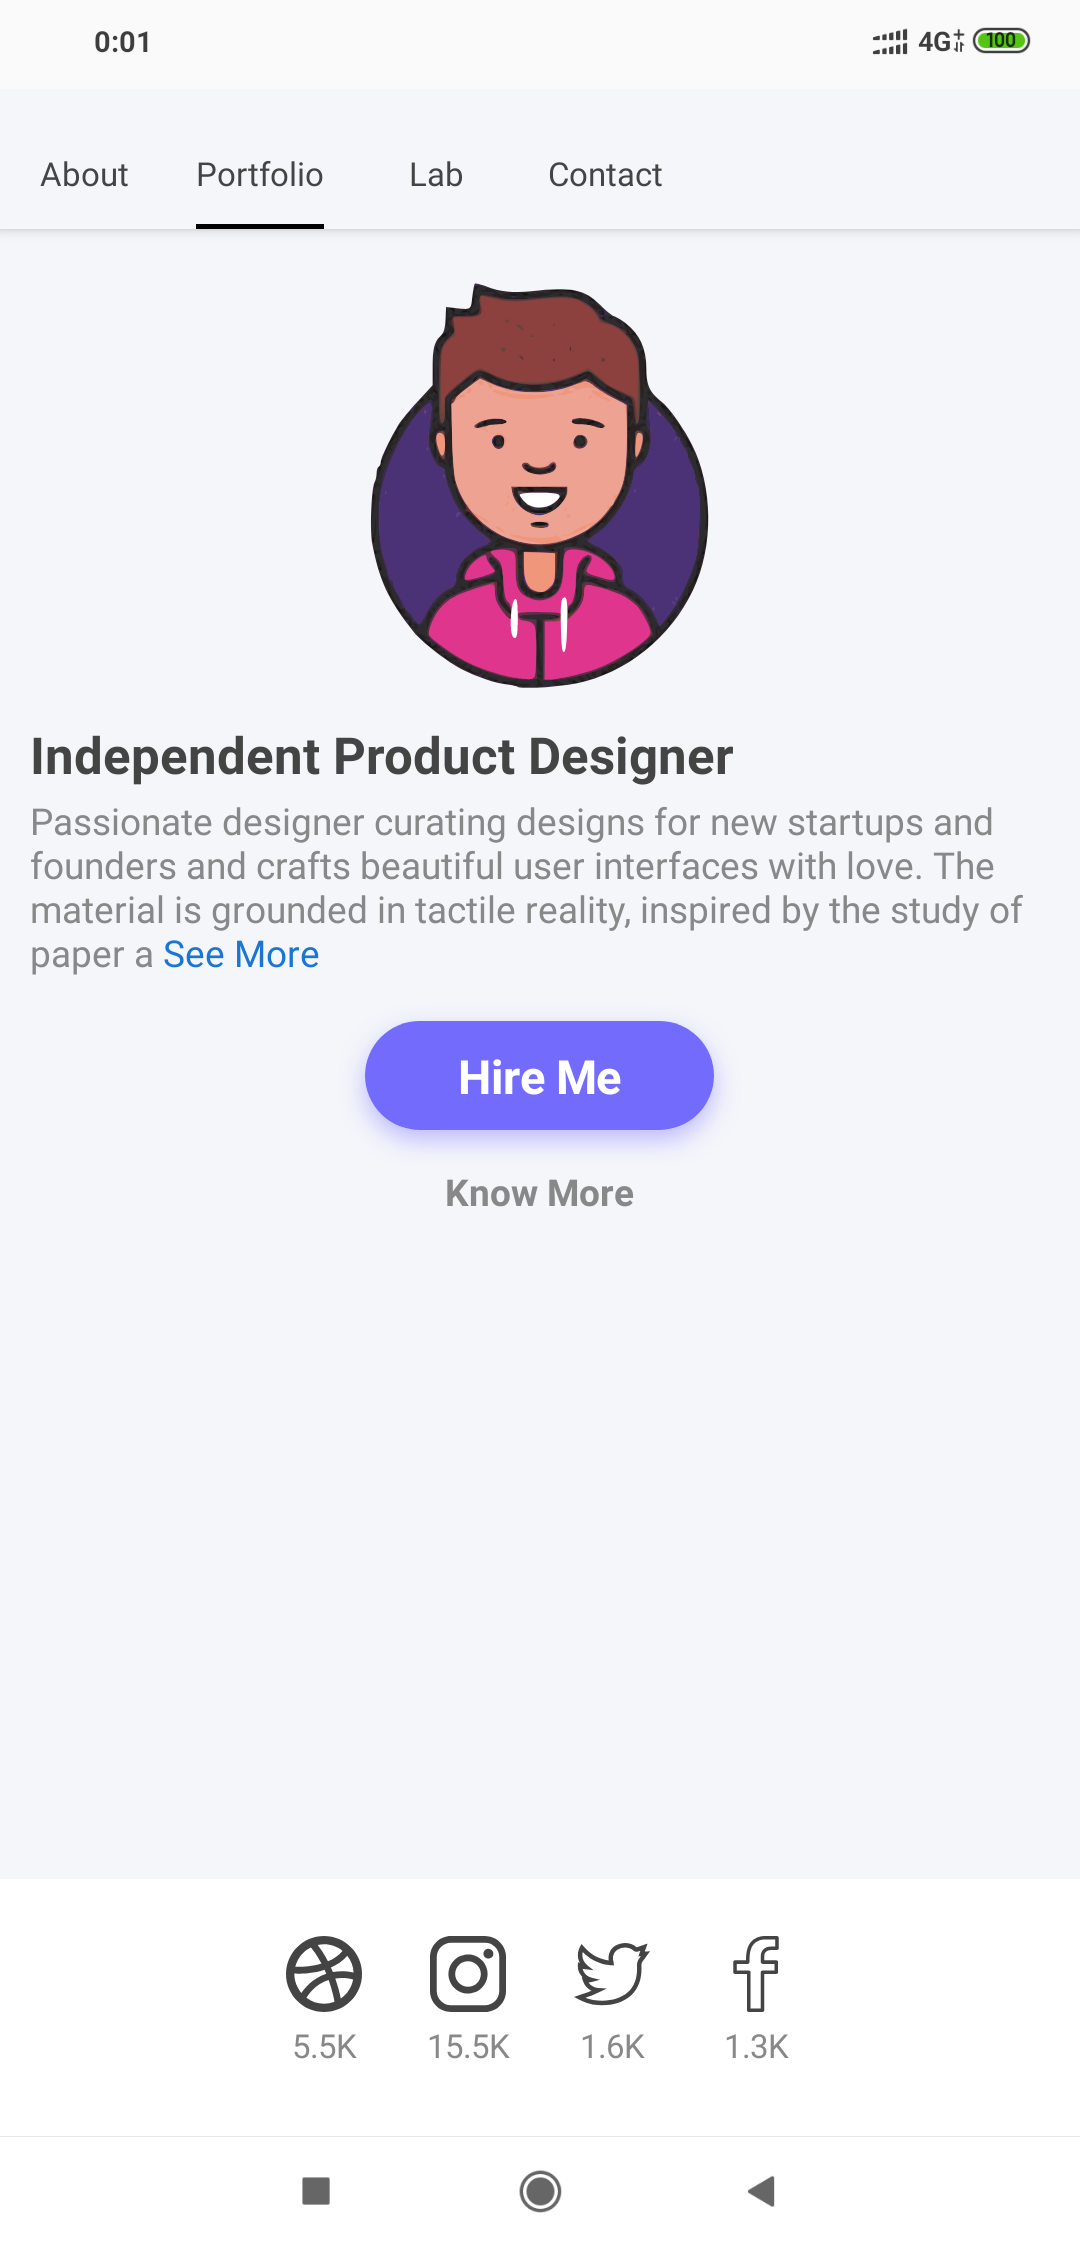 0:01 4G+ 100
About Portfolio Lab Contact
Independent Product Designer
Passionate designer curating designs for new startups and
founders and crafts beautiful user interfaces with love. The
material is grounded in tactile reality, inspired by the study of
paper a See More
Hire Me
Know More
5.5K 15.5K 1.6K 1.3K